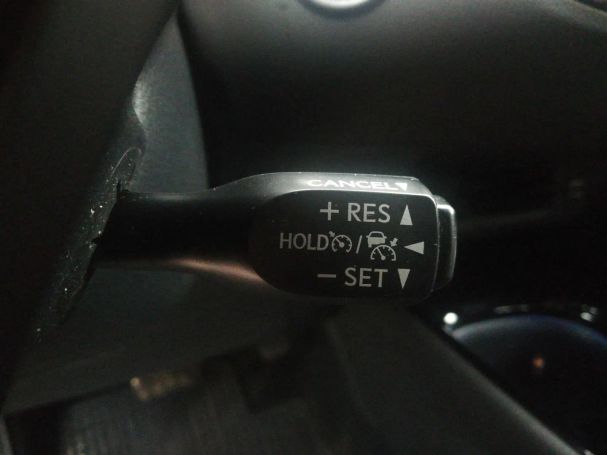 CANCEL▼
+ RES ▲
HOLD / ◄
− SET ▼